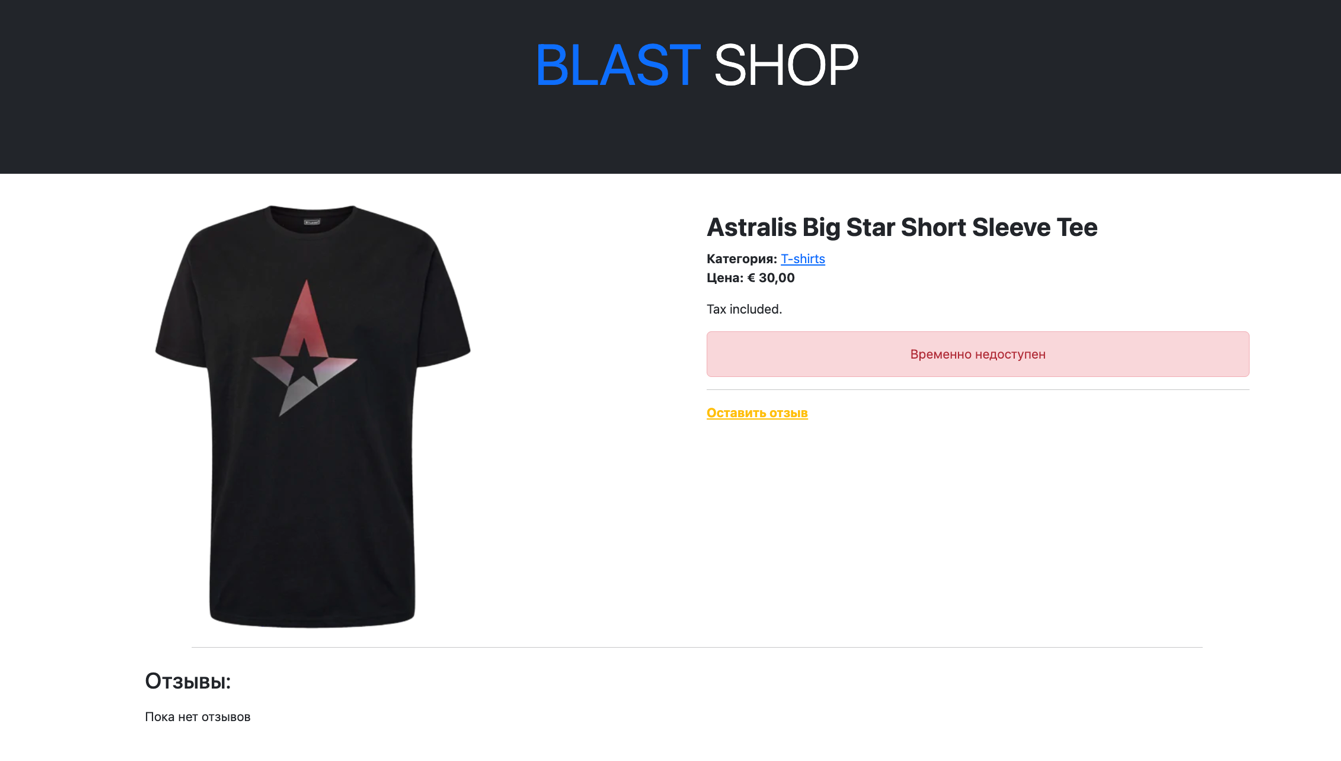 BLAST SHOP
Astralis Big Star Short Sleeve Tee
Категория: T-shirts
Цена: € 30,00
Tax included.
Временно недоступен
Оставить отзыв
Отзывы:
Пока нет отзывов